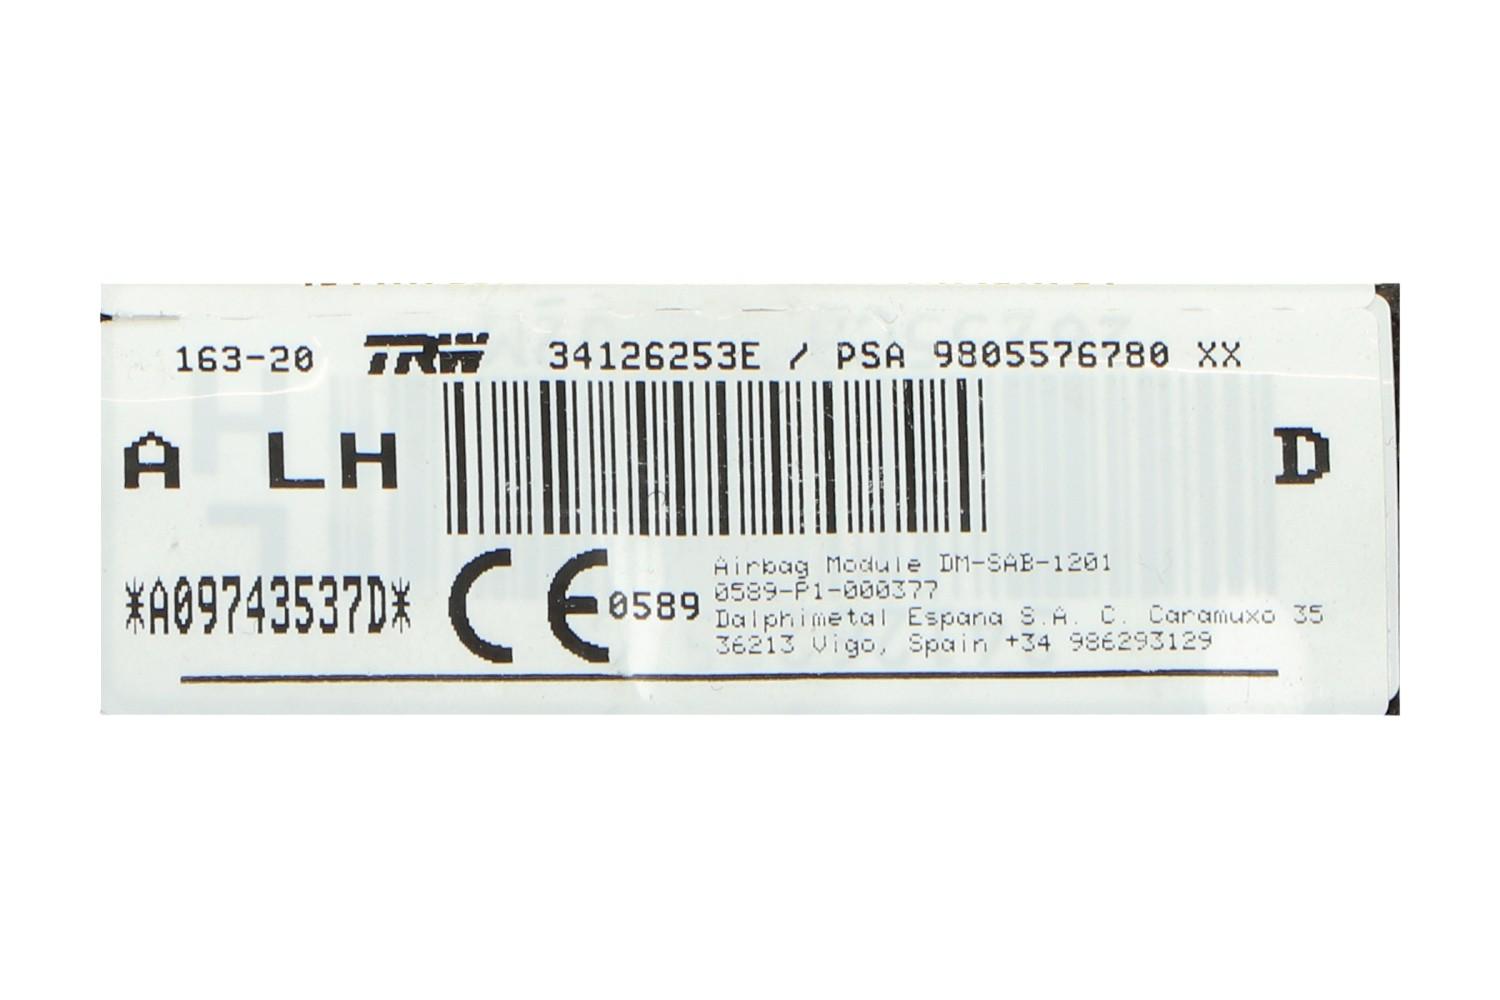 163-20 TRW 34126253E / PSA 9805576780 XX
A LH D
*A09743537D*
CE 0589
Airbag Module DM-SAB-1201
0589-P1-000377
Dalphimetal Espana S.A. C. Caramuxo 35
36213 Vigo, Spain +34 986293129